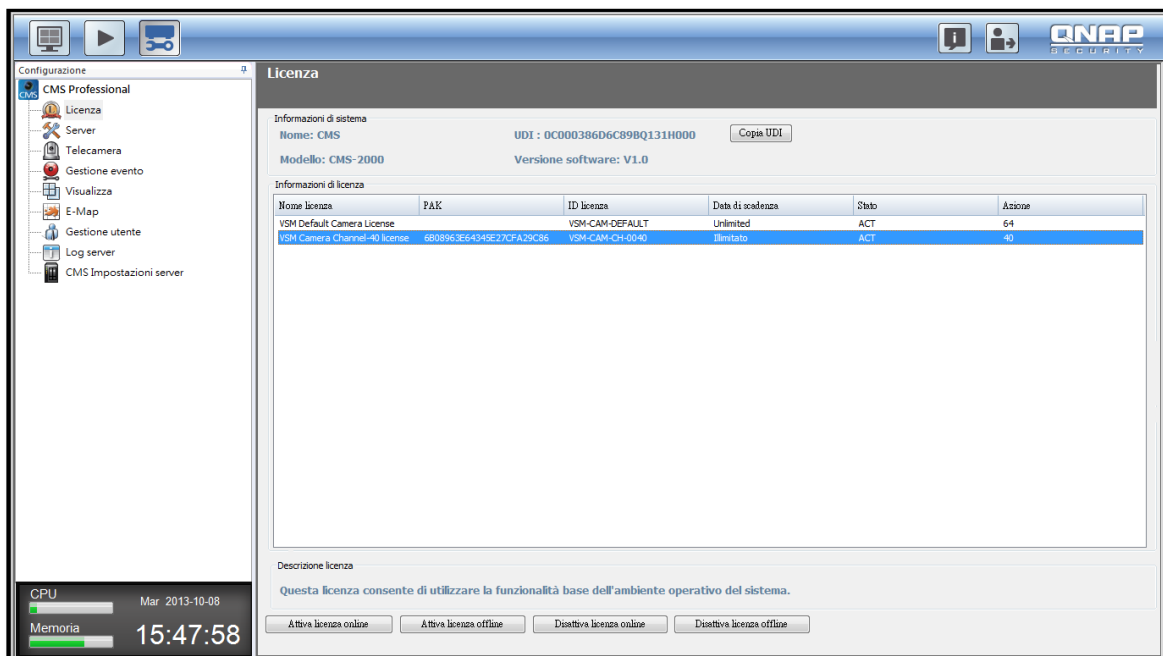 QNAP
SECURITY
Configurazione
CMS Professional
Licenza
Server
Telecamera
Gestione evento
Visualizza
E-Map
Gestione utente
Log server
CMS Impostazioni server
CPU
Mar 2013-10-08
Memoria
15:47:58
Licenza
Informazioni di sistema
Nome: CMS UDI : 0C000386D6C89BQ131H000 Copia UDI
Modello: CMS-2000 Versione software: V1.0
Informazioni di licenza
Nome licenza PAK ID licenza Data di scadenza Stato Azione
VSM Default Camera License VSM-CAM-DEFAULT Unlimited ACT 64
VSM Camera Channel-40 license 6B08963E64345E27CFA29C86 VSM-CAM-CH-0040 Illimitato ACT 40
Descrizione licenza
Questa licenza consente di utilizzare la funzionalità base dell'ambiente operativo del sistema.
Attiva licenza online Attiva licenza offline Disattiva licenza online Disattiva licenza offline